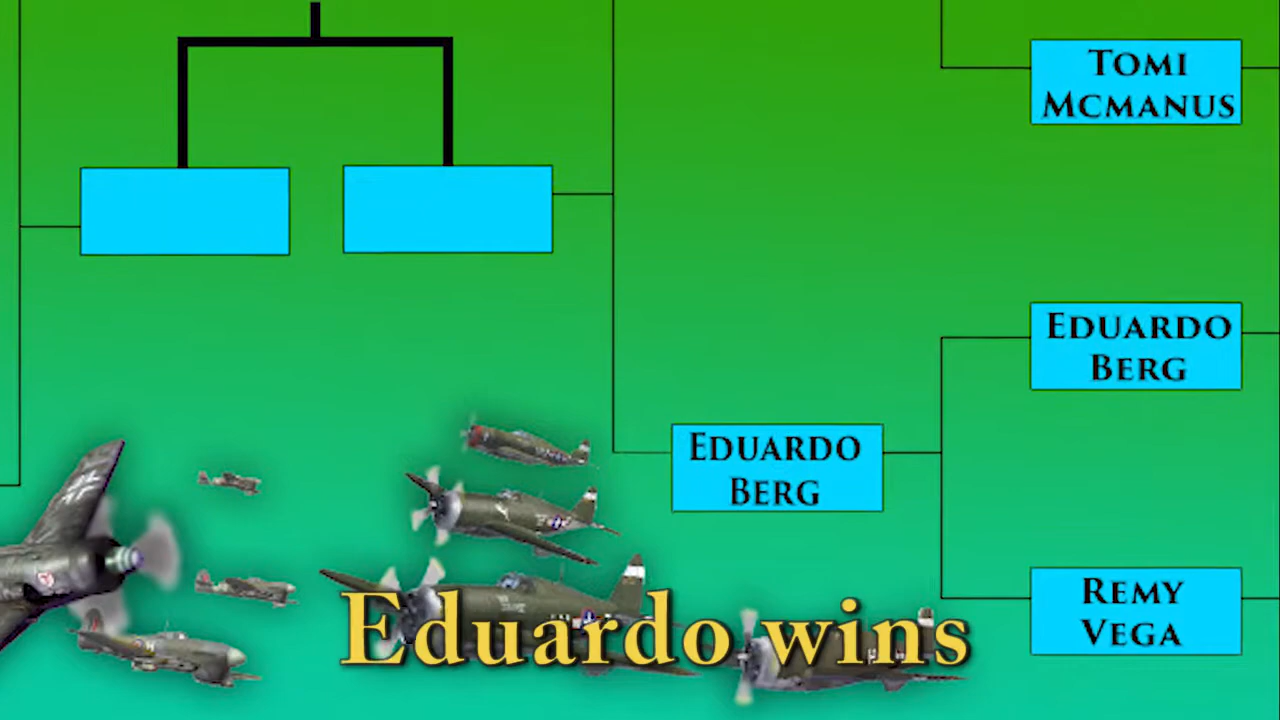 TOMI
MCMANUS
EDUARDO
BERG
EDUARDO
BERG
REMY
VEGA
Eduardo wins